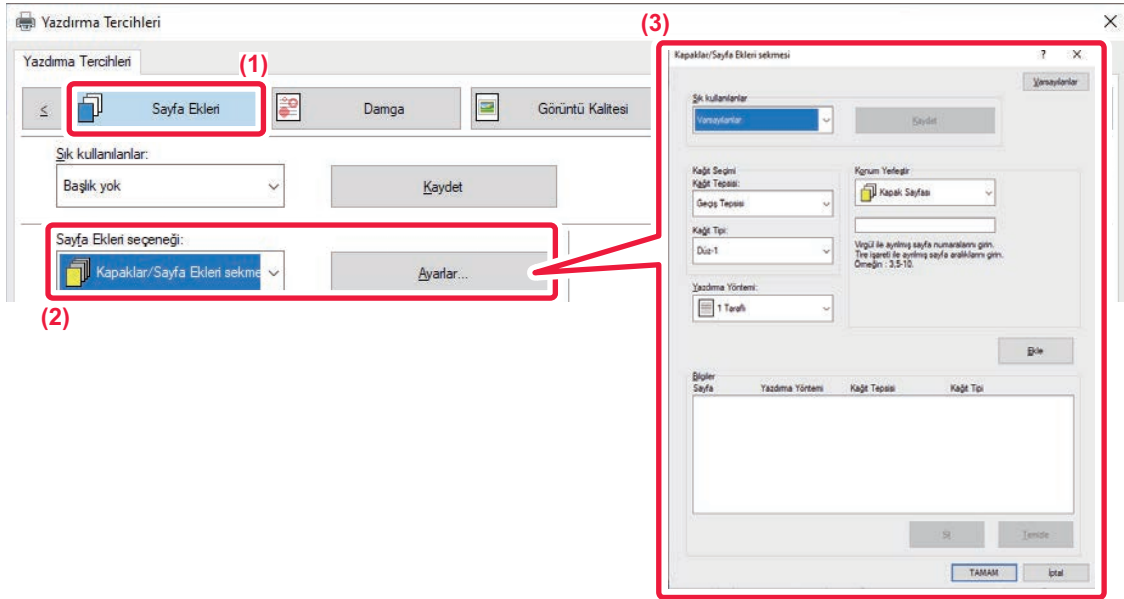 Yazdırma Tercihleri
Yazdırma Tercihleri
(1)
<
Sayfa Ekleri
Damga
Görüntü Kalitesi
Sık kullanılanlar:
Başlık yok
Kaydet
Sayfa Ekleri seçeneği:
Kapaklar/Sayfa Ekleri sekme
Ayarlar...
(2)
(3)
Kapaklar/Sayfa Ekleri sekmesi
?
Varsayılanlar
Sık kullanılanlar
Varsayılanlar
Kaydet
Kağıt Seçimi
Kağıt Tepsisi:
Geçiş Tepsisi
Kağıt Tipi:
Düz-1
Yazdırma Yöntemi:
1 Taraflı
Konum Yerleştir
Kapak Sayfası
Virgül ile ayrılmış sayfa numaralarını girin.
Tire işareti ile ayrılmış sayfa aralıklarını girin.
Örneğin : 3,5-10.
Ekle
Bilgiler
Sayfa Yazdırma Yöntemi Kağıt Tepsisi Kağıt Tipi
Sil
Temizle
TAMAM
İptal